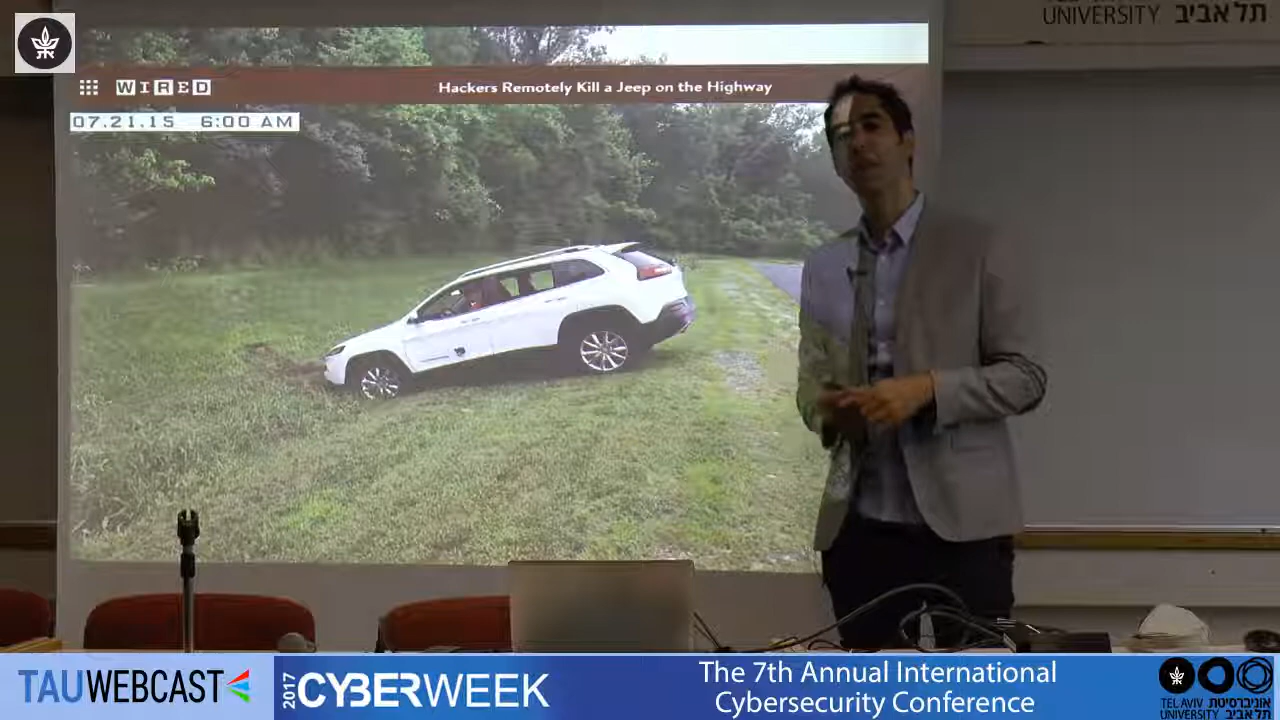 UNIVERSITY תל אביב
WIRED
Hackers Remotely Kill a Jeep on the Highway
07.21.15 6:00 AM
TAUWEBCAST
2017 CYBERWEEK
The 7th Annual International
Cybersecurity Conference
TEL AVIV אוניברסיטת
UNIVERSITY תל אביב